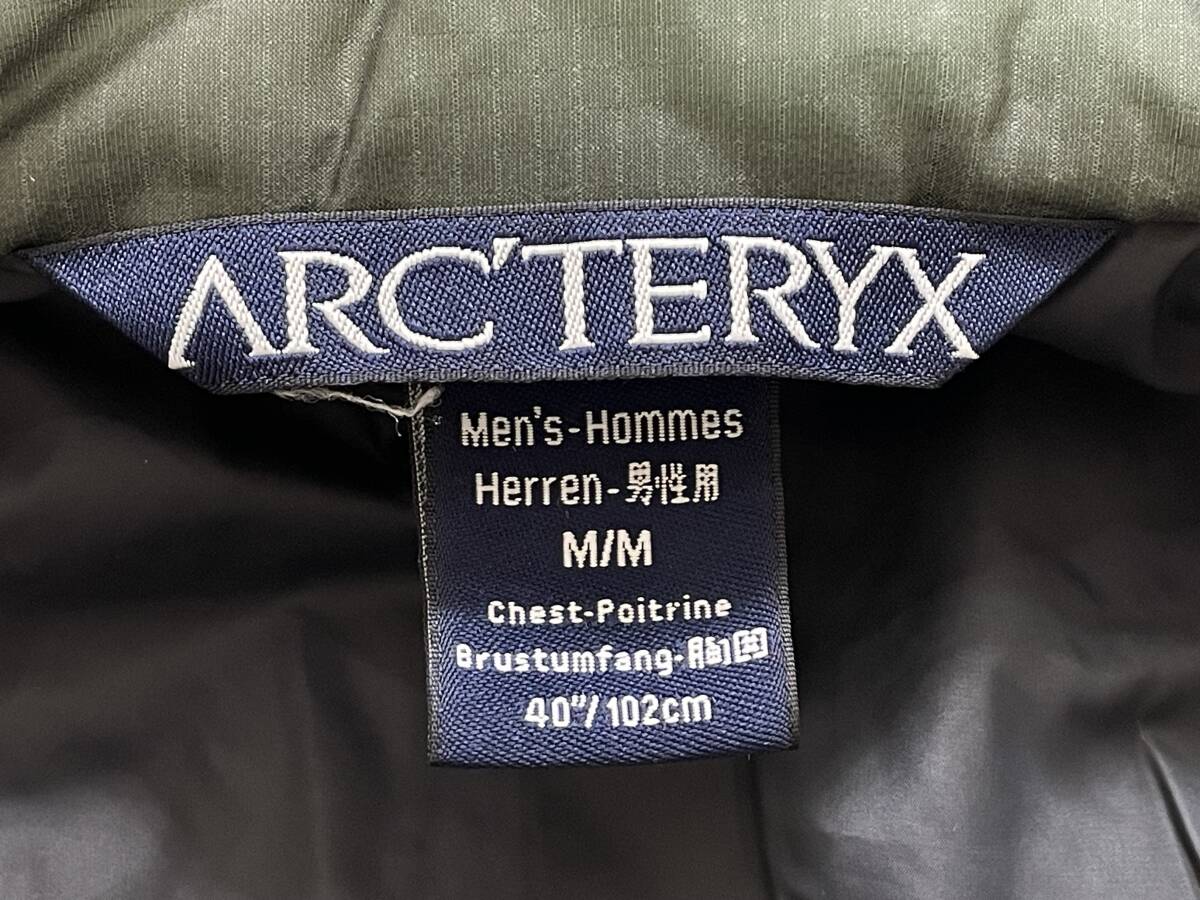 ARC'TERYX
Men's-Hommes
Herren-男性用
M/M
Chest-Poitrine
Brustumfang-胸囲
40"/102cm